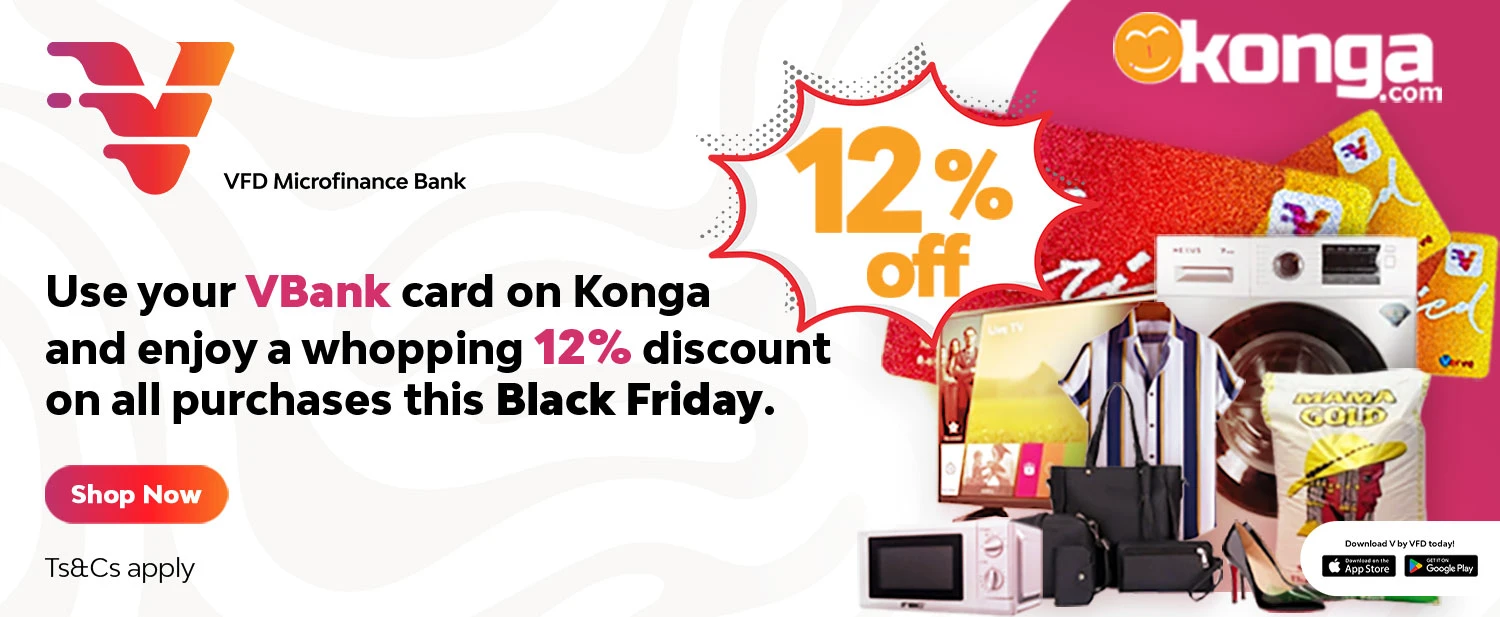 VFD Microfinance Bank
konga
.com
12%
off
Use your VBank card on Konga
and enjoy a whopping 12% discount
on all purchases this Black Friday.
Shop Now
Ts&Cs apply
Live TV
NEXUS
MAMA
GOLD
Verve
Download V by VFD today!
Download on the
App Store
GET IT ON
Google Play